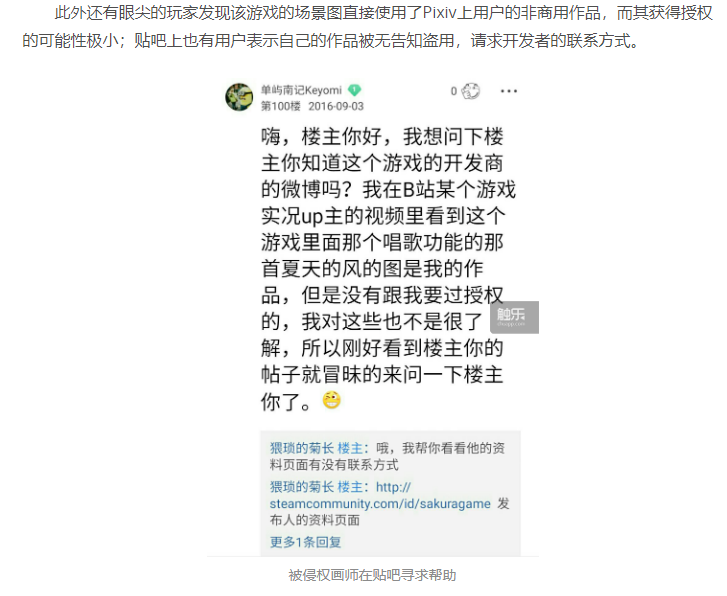 此外还有眼尖的玩家发现该游戏的场景图直接使用了Pixiv上用户的非商用作品，而其获得授权
的可能性极小；贴吧上也有用户表示自己的作品被无告知盗用，请求开发者的联系方式。
单屿南记Keyomi
0
第100楼 2016-09-03
嗨，楼主你好，我想问下楼
主你知道这个游戏的开发商
的微博吗？我在B站某个游戏
实况up主的视频里看到这个
游戏里面那个唱歌功能的那
首夏天的风的图是我的作
品，但是没有跟我要过授权
的，我对这些也不是很了
触乐
解，所以刚好看到楼主你的
帖子就冒昧的来问一下楼主
你了。
猥琐的菊长 楼主：哦，我帮你看看他的资
料页面有没有联系方式
猥琐的菊长 楼主：http://
steamcommunity.com/id/sakuragame 发
布人的资料页面
更多1条回复
被侵权画师在贴吧寻求帮助